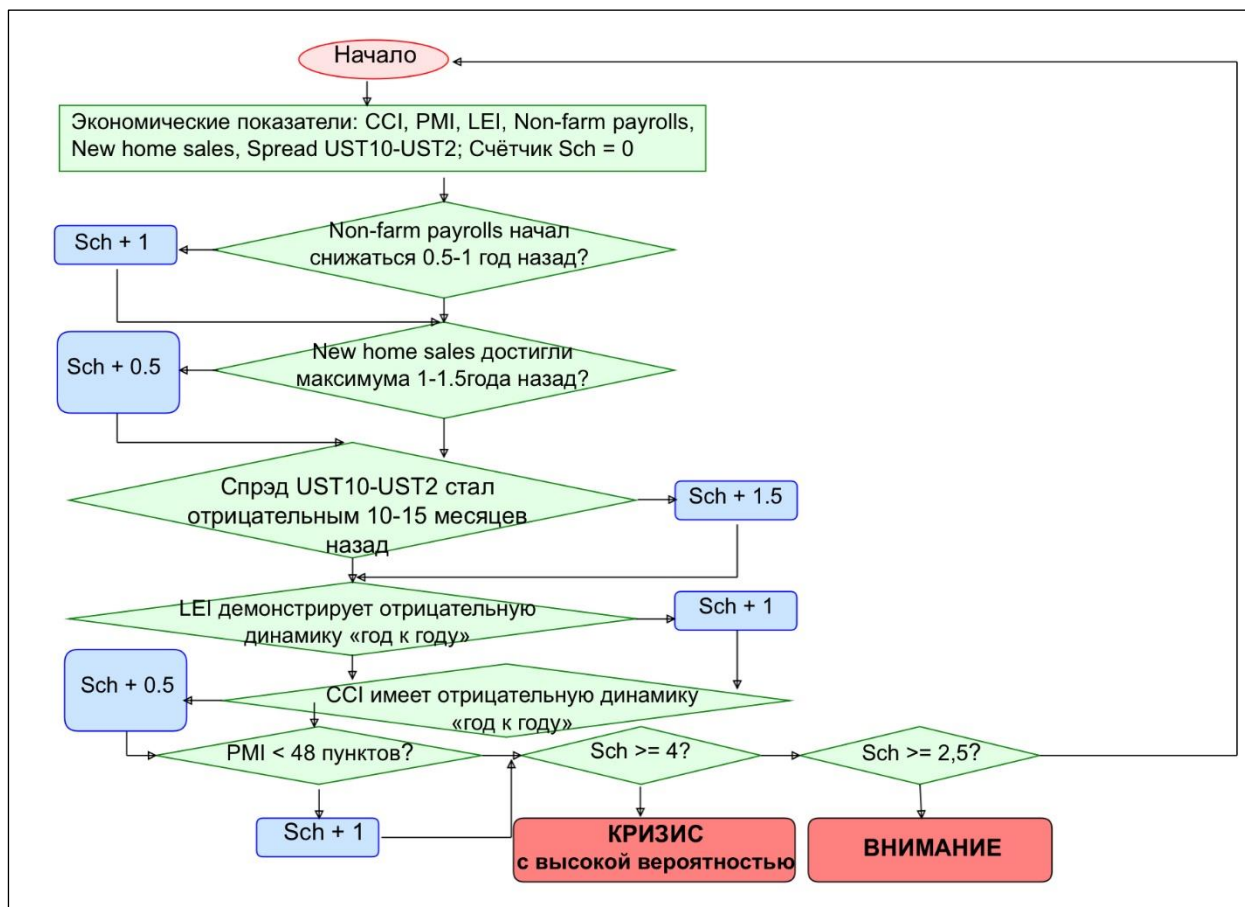 Начало
Экономические показатели: CCI, PMI, LEI, Non-farm payrolls,
New home sales, Spread UST10-UST2; Счётчик Sch = 0
Sch + 1
Non-farm payrolls начал
снижаться 0.5-1 год назад?
Sch + 0.5
New home sales достигли
максимума 1-1.5года назад?
Спрэд UST10-UST2 стал
отрицательным 10-15 месяцев
назад
Sch + 1.5
LEI демонстрирует отрицательную
динамику «год к году»
Sch + 1
Sch + 0.5
CCI имеет отрицательную динамику
«год к году»
PMI < 48 пунктов?
Sch >= 4?
Sch >= 2,5?
Sch + 1
КРИЗИС
с высокой вероятностью
ВНИМАНИЕ